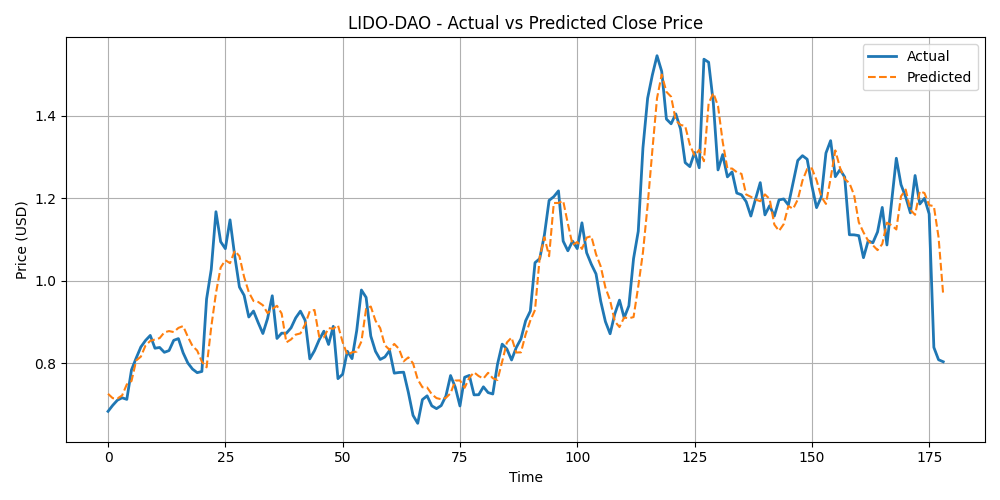 LIDO-DAO - Actual vs Predicted Close Price
Actual
Predicted
Price (USD)
1.4
1.2
1.0
0.8
0 25 50 75 100 125 150 175
Time